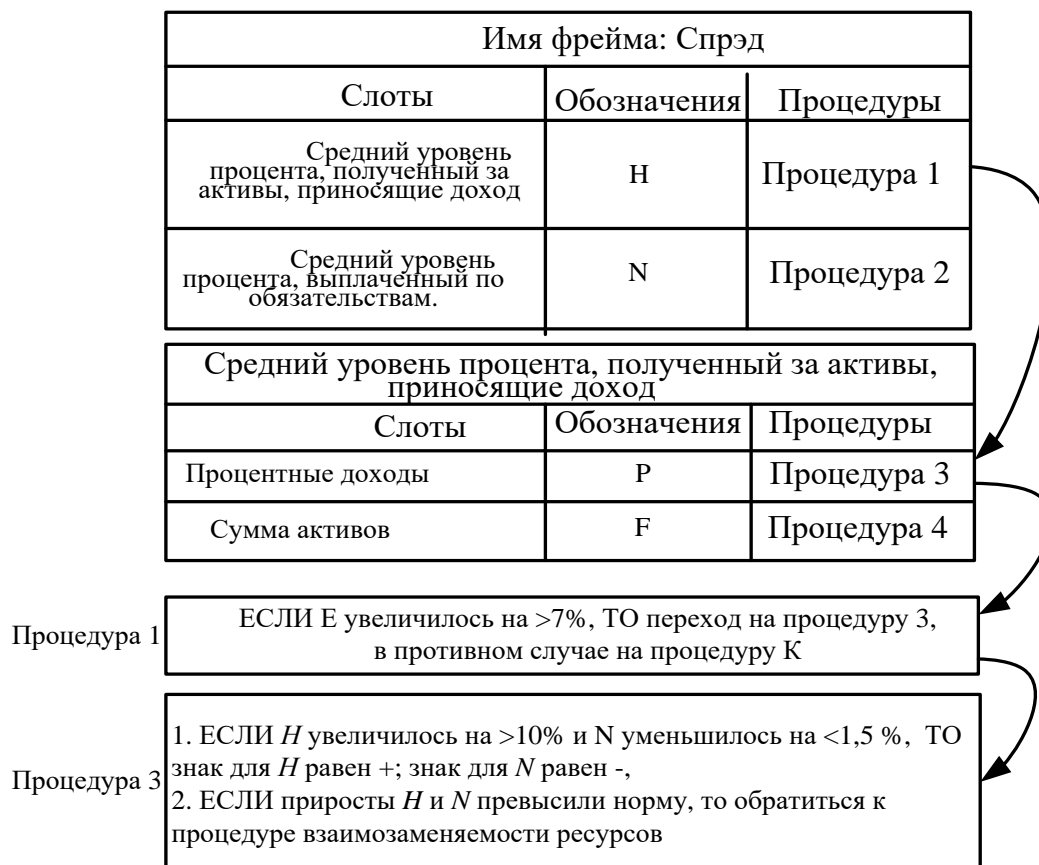 Имя фрейма: Спрэд
Слоты
Обозначения
Процедуры
Средний уровень
процента, полученный за
активы, приносящие доход
H
Процедура 1
Средний уровень
процента, выплаченный по
обязательствам.
N
Процедура 2
Средний уровень процента, полученный за активы,
приносящие доход
Слоты
Обозначения
Процедуры
Процентные доходы
P
Процедура 3
Сумма активов
F
Процедура 4
Процедура 1
ЕСЛИ Е увеличилось на >7%, ТО переход на процедуру 3,
в противном случае на процедуру К
Процедура 3
1. ЕСЛИ H увеличилось на >10% и N уменьшилось на <1,5 %, ТО
знак для H равен +; знак для N равен -,
2. ЕСЛИ приросты H и N превысили норму, то обратиться к
процедуре взаимозаменяемости ресурсов